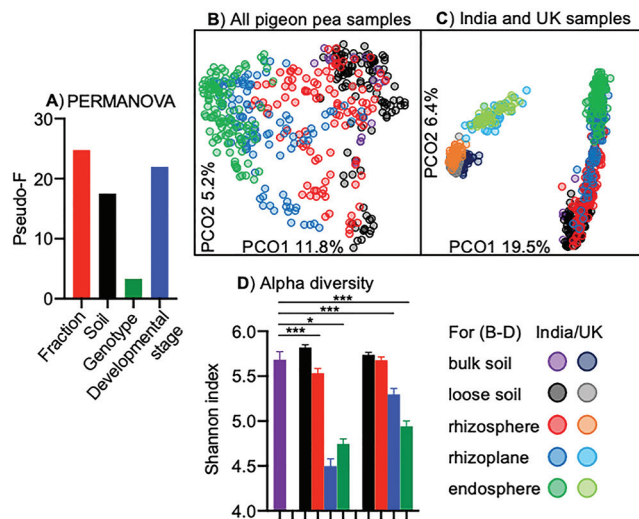 A) PERMANOVA
Pseudo-F
30
20
10
0
Fraction
Soil
Genotype
Developmental
stage
B) All pigeon pea samples
PCO2 5.2%
PCO1 11.8%
C) India and UK samples
PCO2 6.4%
PCO1 19.5%
D) Alpha diversity
***
***
*
***
Shannon index
6.0
5.5
5.0
4.5
4.0
For (B-D) India/UK
bulk soil
loose soil
rhizosphere
rhizoplane
endosphere